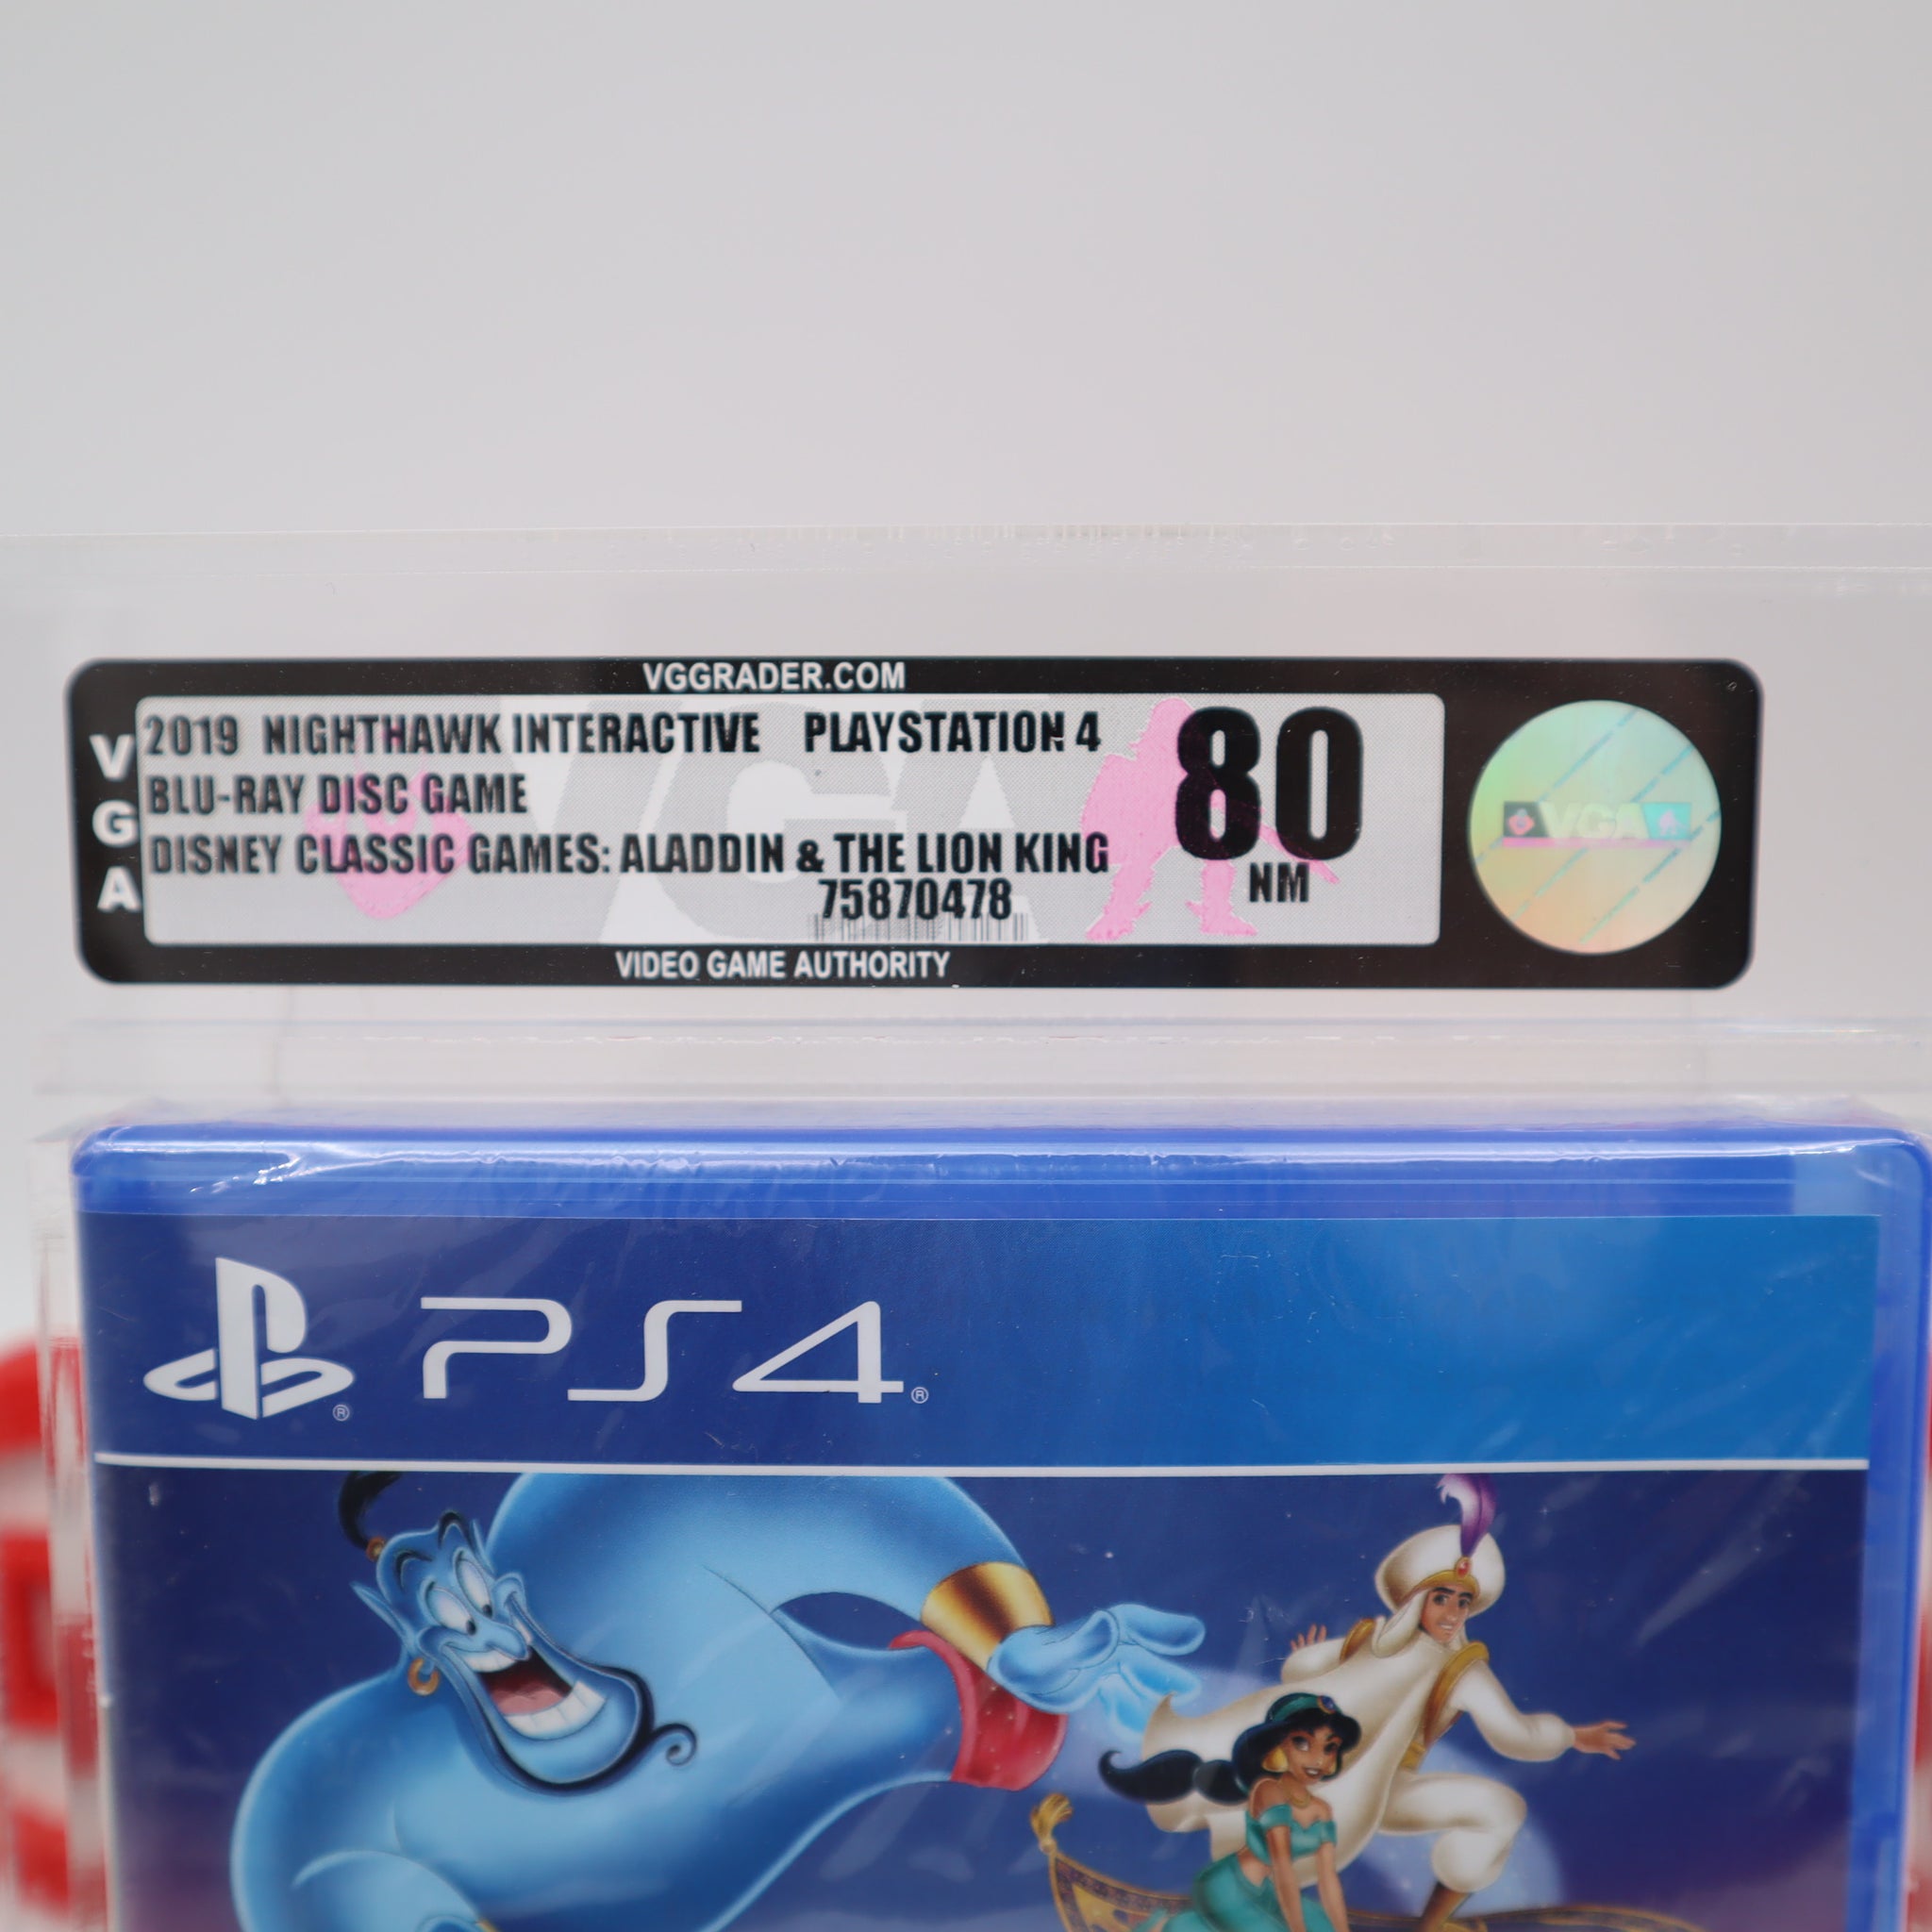 VGGRADER.COM
VGA
2019 NIGHTHAWK INTERACTIVE PLAYSTATION 4
BLU-RAY DISC GAME
DISNEY CLASSIC GAMES: ALADDIN & THE LION KING
75870478
80
NM
VGA
VIDEO GAME AUTHORITY
PS4®